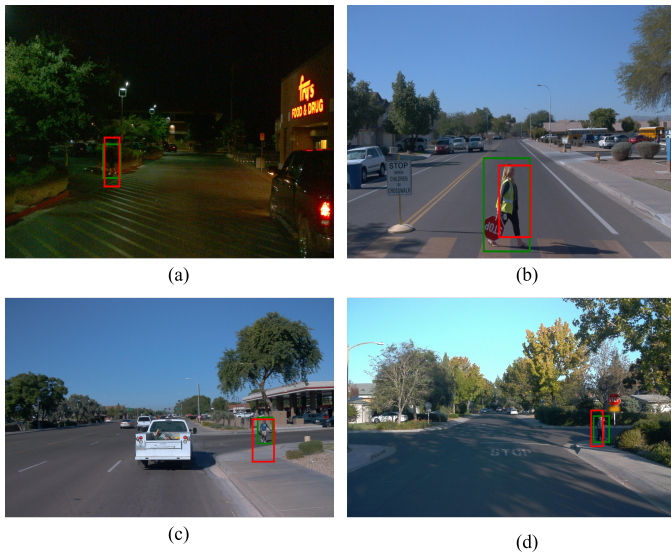 fry's
FOOD & DRUG
(a)
STOP
WHEN
CHILDREN
IN
CROSSWALK
STOP
(b)
(c)
STOP
(d)